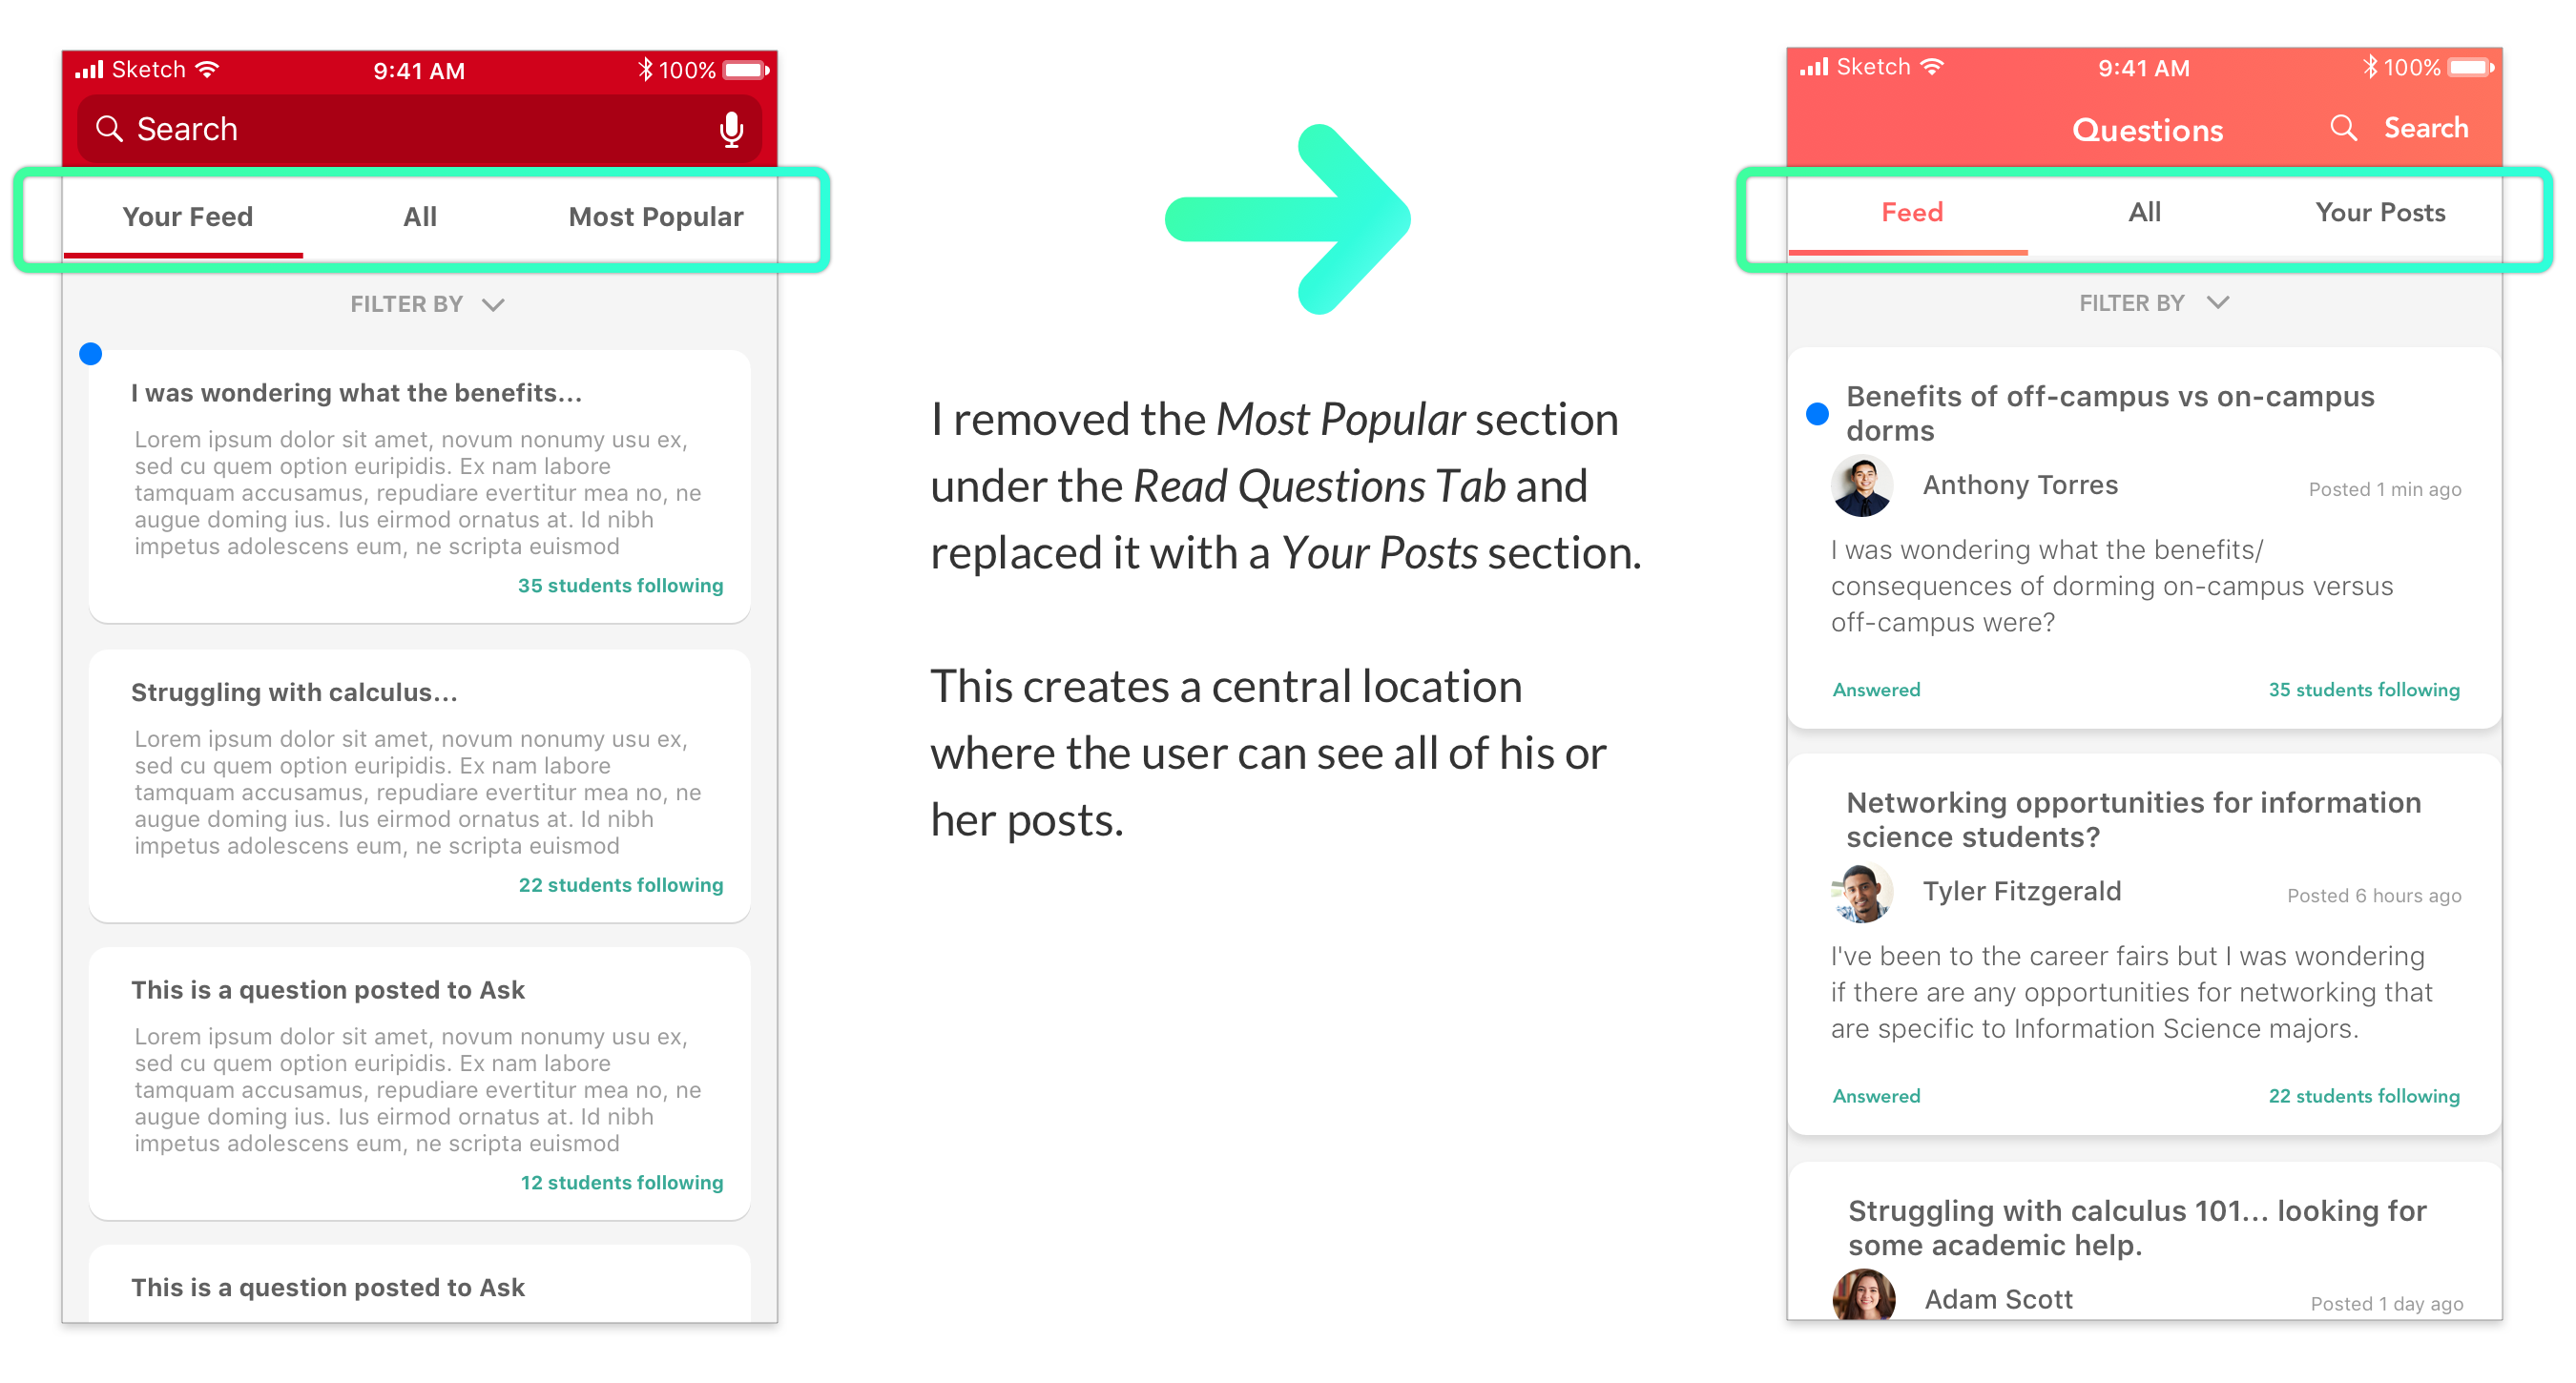 Sketch 9:41 AM 100%
Search
Your Feed All Most Popular
FILTER BY
I was wondering what the benefits...
Lorem ipsum dolor sit amet, novum nonumy usu ex,
sed cu quem option euripidis. Ex nam labore
tamquam accusamus, repudiare evertitur mea no, ne
augue doming ius. Ius eirmod ornatus at. Id nibh
impetus adolescens eum, ne scripta euismod
35 students following
Struggling with calculus...
Lorem ipsum dolor sit amet, novum nonumy usu ex,
sed cu quem option euripidis. Ex nam labore
tamquam accusamus, repudiare evertitur mea no, ne
augue doming ius. Ius eirmod ornatus at. Id nibh
impetus adolescens eum, ne scripta euismod
22 students following
This is a question posted to Ask
Lorem ipsum dolor sit amet, novum nonumy usu ex,
sed cu quem option euripidis. Ex nam labore
tamquam accusamus, repudiare evertitur mea no, ne
augue doming ius. Ius eirmod ornatus at. Id nibh
impetus adolescens eum, ne scripta euismod
12 students following
This is a question posted to Ask
I removed the Most Popular section
under the Read Questions Tab and
replaced it with a Your Posts section.
This creates a central location
where the user can see all of his or
her posts.
Sketch 9:41 AM 100%
Questions Search
Feed All Your Posts
FILTER BY
Benefits of off-campus vs on-campus
dorms
Anthony Torres Posted 1 min ago
I was wondering what the benefits/
consequences of dorming on-campus versus
off-campus were?
Answered 35 students following
Networking opportunities for information
science students?
Tyler Fitzgerald Posted 6 hours ago
I've been to the career fairs but I was wondering
if there are any opportunities for networking that
are specific to Information Science majors.
Answered 22 students following
Struggling with calculus 101... looking for
some academic help.
Adam Scott Posted 1 day ago